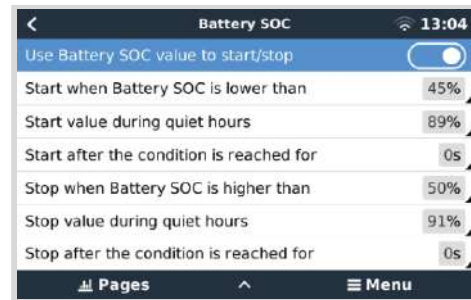 Battery SOC 13:04
Use Battery SOC value to start/stop
Start when Battery SOC is lower than 45%
Start value during quiet hours 89%
Start after the condition is reached for 0s
Stop when Battery SOC is higher than 50%
Stop value during quiet hours 91%
Stop after the condition is reached for 0s
Pages Menu